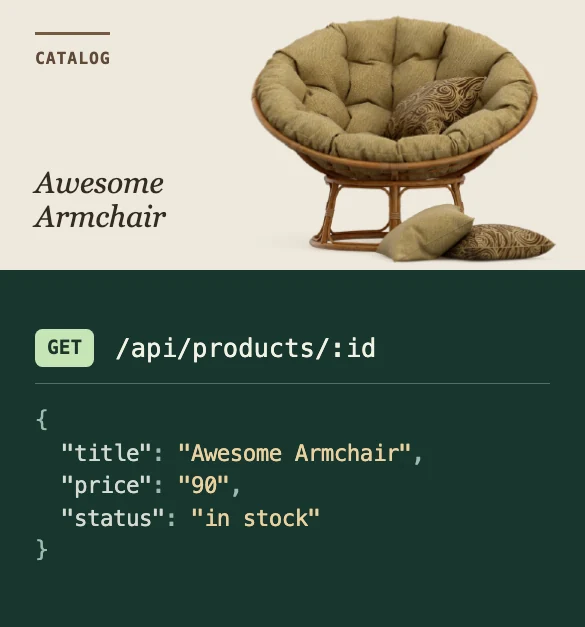 CATALOG
Awesome
Armchair
GET /api/products/:id
{
"title": "Awesome Armchair",
"price": "90",
"status": "in stock"
}